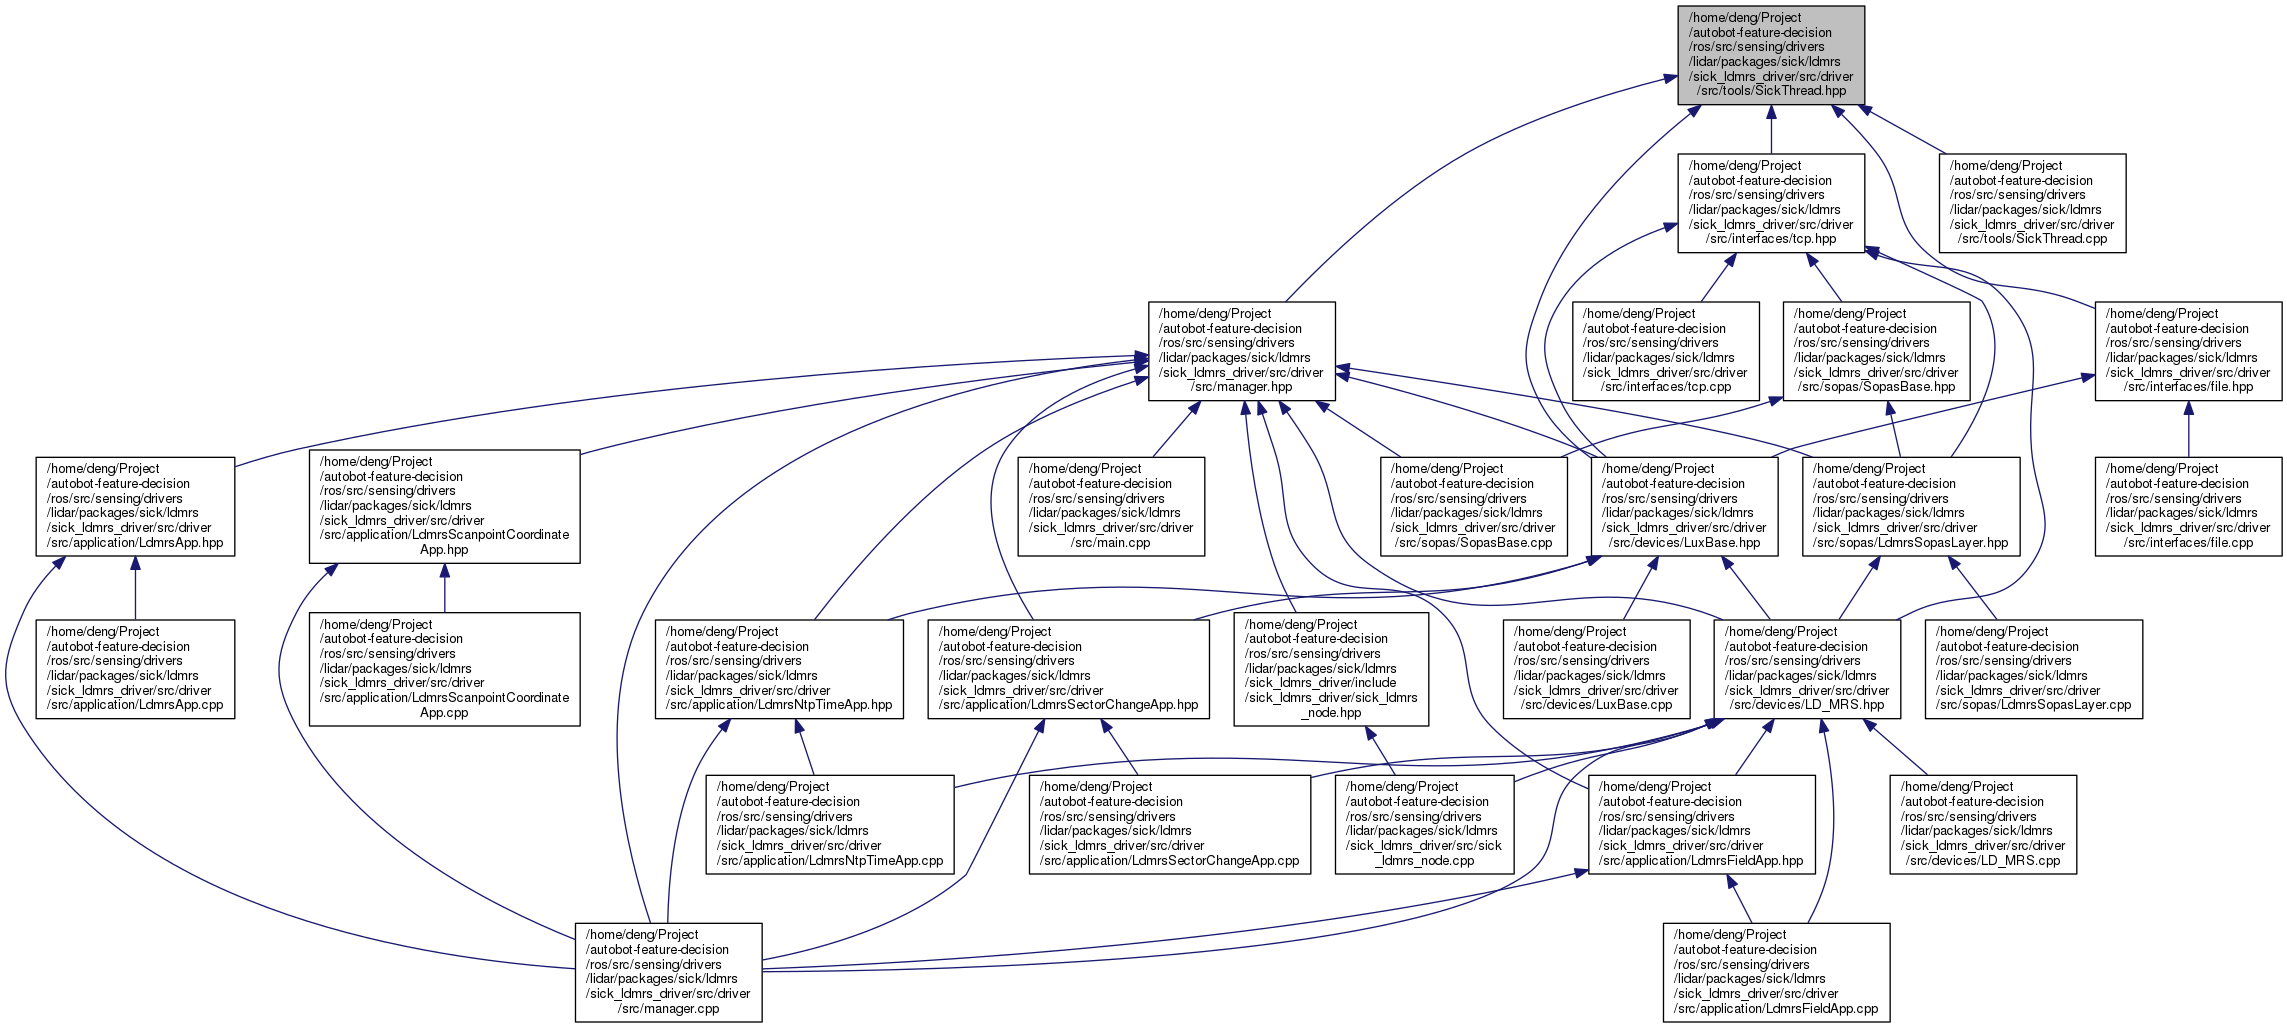 /home/deng/Project
/autobot-feature-decision
/ros/src/sensing/drivers
/lidar/packages/sick/ldmrs
/sick_ldmrs_driver/src/driver
/src/tools/SickThread.hpp
/home/deng/Project
/autobot-feature-decision
/ros/src/sensing/drivers
/lidar/packages/sick/ldmrs
/sick_ldmrs_driver/src/driver
/src/interfaces/tcp.hpp
/home/deng/Project
/autobot-feature-decision
/ros/src/sensing/drivers
/lidar/packages/sick/ldmrs
/sick_ldmrs_driver/src/driver
/src/tools/SickThread.cpp
/home/deng/Project
/autobot-feature-decision
/ros/src/sensing/drivers
/lidar/packages/sick/ldmrs
/sick_ldmrs_driver/src/driver
/src/manager.hpp
/home/deng/Project
/autobot-feature-decision
/ros/src/sensing/drivers
/lidar/packages/sick/ldmrs
/sick_ldmrs_driver/src/driver
/src/interfaces/tcp.cpp
/home/deng/Project
/autobot-feature-decision
/ros/src/sensing/drivers
/lidar/packages/sick/ldmrs
/sick_ldmrs_driver/src/driver
/src/sopas/SopasBase.hpp
/home/deng/Project
/autobot-feature-decision
/ros/src/sensing/drivers
/lidar/packages/sick/ldmrs
/sick_ldmrs_driver/src/driver
/src/interfaces/file.hpp
/home/deng/Project
/autobot-feature-decision
/ros/src/sensing/drivers
/lidar/packages/sick/ldmrs
/sick_ldmrs_driver/src/driver
/src/application/LdmrsApp.hpp
/home/deng/Project
/autobot-feature-decision
/ros/src/sensing/drivers
/lidar/packages/sick/ldmrs
/sick_ldmrs_driver/src/driver
/src/application/LdmrsScanpointCoordinate
App.hpp
/home/deng/Project
/autobot-feature-decision
/ros/src/sensing/drivers
/lidar/packages/sick/ldmrs
/sick_ldmrs_driver/src/driver
/src/main.cpp
/home/deng/Project
/autobot-feature-decision
/ros/src/sensing/drivers
/lidar/packages/sick/ldmrs
/sick_ldmrs_driver/src/driver
/src/sopas/SopasBase.cpp
/home/deng/Project
/autobot-feature-decision
/ros/src/sensing/drivers
/lidar/packages/sick/ldmrs
/sick_ldmrs_driver/src/driver
/src/devices/LuxBase.hpp
/home/deng/Project
/autobot-feature-decision
/ros/src/sensing/drivers
/lidar/packages/sick/ldmrs
/sick_ldmrs_driver/src/driver
/src/sopas/LdmrsSopasLayer.hpp
/home/deng/Project
/autobot-feature-decision
/ros/src/sensing/drivers
/lidar/packages/sick/ldmrs
/sick_ldmrs_driver/src/driver
/src/interfaces/file.cpp
/home/deng/Project
/autobot-feature-decision
/ros/src/sensing/drivers
/lidar/packages/sick/ldmrs
/sick_ldmrs_driver/src/driver
/src/application/LdmrsApp.cpp
/home/deng/Project
/autobot-feature-decision
/ros/src/sensing/drivers
/lidar/packages/sick/ldmrs
/sick_ldmrs_driver/src/driver
/src/application/LdmrsScanpointCoordinate
App.cpp
/home/deng/Project
/autobot-feature-decision
/ros/src/sensing/drivers
/lidar/packages/sick/ldmrs
/sick_ldmrs_driver/src/driver
/src/application/LdmrsNtpTimeApp.hpp
/home/deng/Project
/autobot-feature-decision
/ros/src/sensing/drivers
/lidar/packages/sick/ldmrs
/sick_ldmrs_driver/src/driver
/src/application/LdmrsSectorChangeApp.hpp
/home/deng/Project
/autobot-feature-decision
/ros/src/sensing/drivers
/lidar/packages/sick/ldmrs
/sick_ldmrs_driver/include
/sick_ldmrs_driver/sick_ldmrs
_node.hpp
/home/deng/Project
/autobot-feature-decision
/ros/src/sensing/drivers
/lidar/packages/sick/ldmrs
/sick_ldmrs_driver/src/driver
/src/devices/LuxBase.cpp
/home/deng/Project
/autobot-feature-decision
/ros/src/sensing/drivers
/lidar/packages/sick/ldmrs
/sick_ldmrs_driver/src/driver
/src/devices/LD_MRS.hpp
/home/deng/Project
/autobot-feature-decision
/ros/src/sensing/drivers
/lidar/packages/sick/ldmrs
/sick_ldmrs_driver/src/driver
/src/sopas/LdmrsSopasLayer.cpp
/home/deng/Project
/autobot-feature-decision
/ros/src/sensing/drivers
/lidar/packages/sick/ldmrs
/sick_ldmrs_driver/src/driver
/src/application/LdmrsNtpTimeApp.cpp
/home/deng/Project
/autobot-feature-decision
/ros/src/sensing/drivers
/lidar/packages/sick/ldmrs
/sick_ldmrs_driver/src/driver
/src/application/LdmrsSectorChangeApp.cpp
/home/deng/Project
/autobot-feature-decision
/ros/src/sensing/drivers
/lidar/packages/sick/ldmrs
/sick_ldmrs_driver/src/sick
_ldmrs_node.cpp
/home/deng/Project
/autobot-feature-decision
/ros/src/sensing/drivers
/lidar/packages/sick/ldmrs
/sick_ldmrs_driver/src/driver
/src/application/LdmrsFieldApp.hpp
/home/deng/Project
/autobot-feature-decision
/ros/src/sensing/drivers
/lidar/packages/sick/ldmrs
/sick_ldmrs_driver/src/driver
/src/devices/LD_MRS.cpp
/home/deng/Project
/autobot-feature-decision
/ros/src/sensing/drivers
/lidar/packages/sick/ldmrs
/sick_ldmrs_driver/src/driver
/src/manager.cpp
/home/deng/Project
/autobot-feature-decision
/ros/src/sensing/drivers
/lidar/packages/sick/ldmrs
/sick_ldmrs_driver/src/driver
/src/application/LdmrsFieldApp.cpp